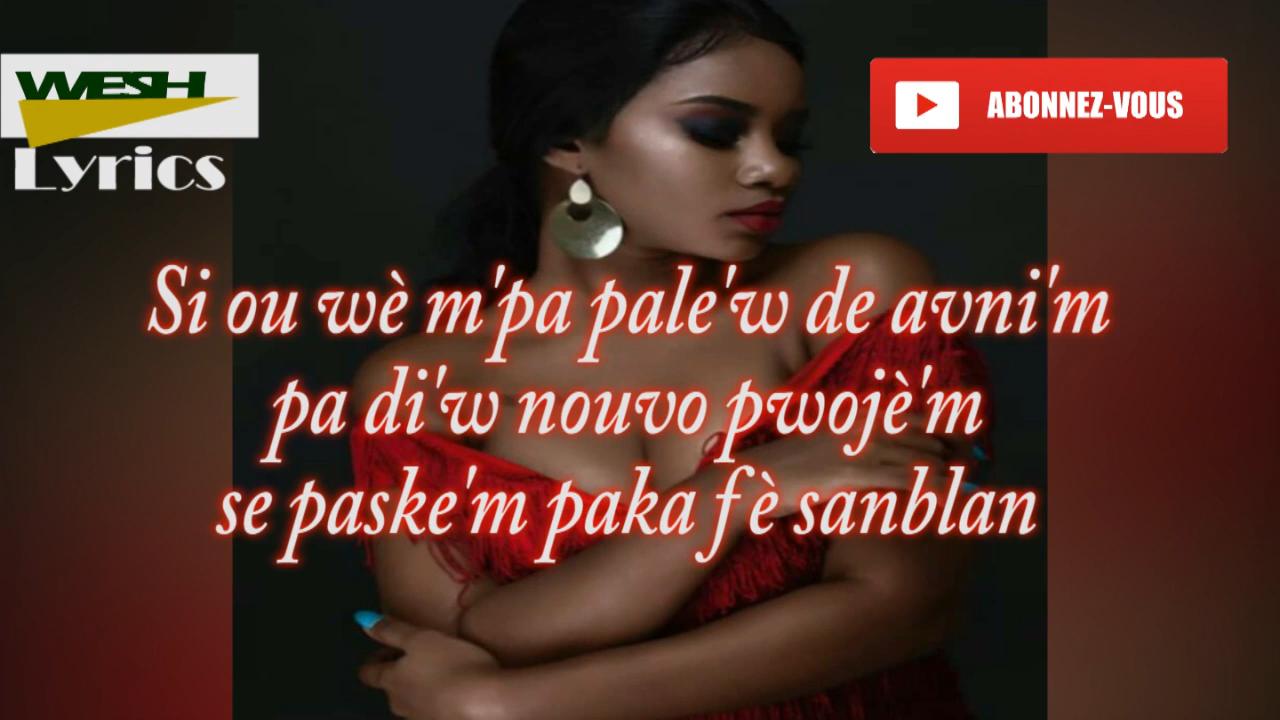 WESH
Lyrics
ABONNEZ-VOUS
Si ou wè m'pa pale'w de avni'm
pa di'w nouvo pwojè'm
se paske'm paka fè sanblan